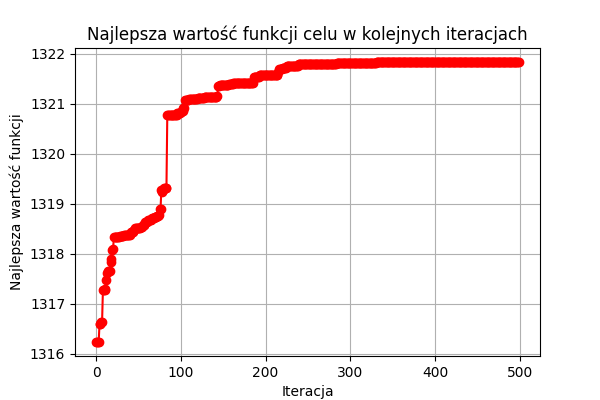 Najlepsza wartość funkcji celu w kolejnych iteracjach
Najlepsza wartość funkcji
1322
1321
1320
1319
1318
1317
1316
0 100 200 300 400 500
Iteracja